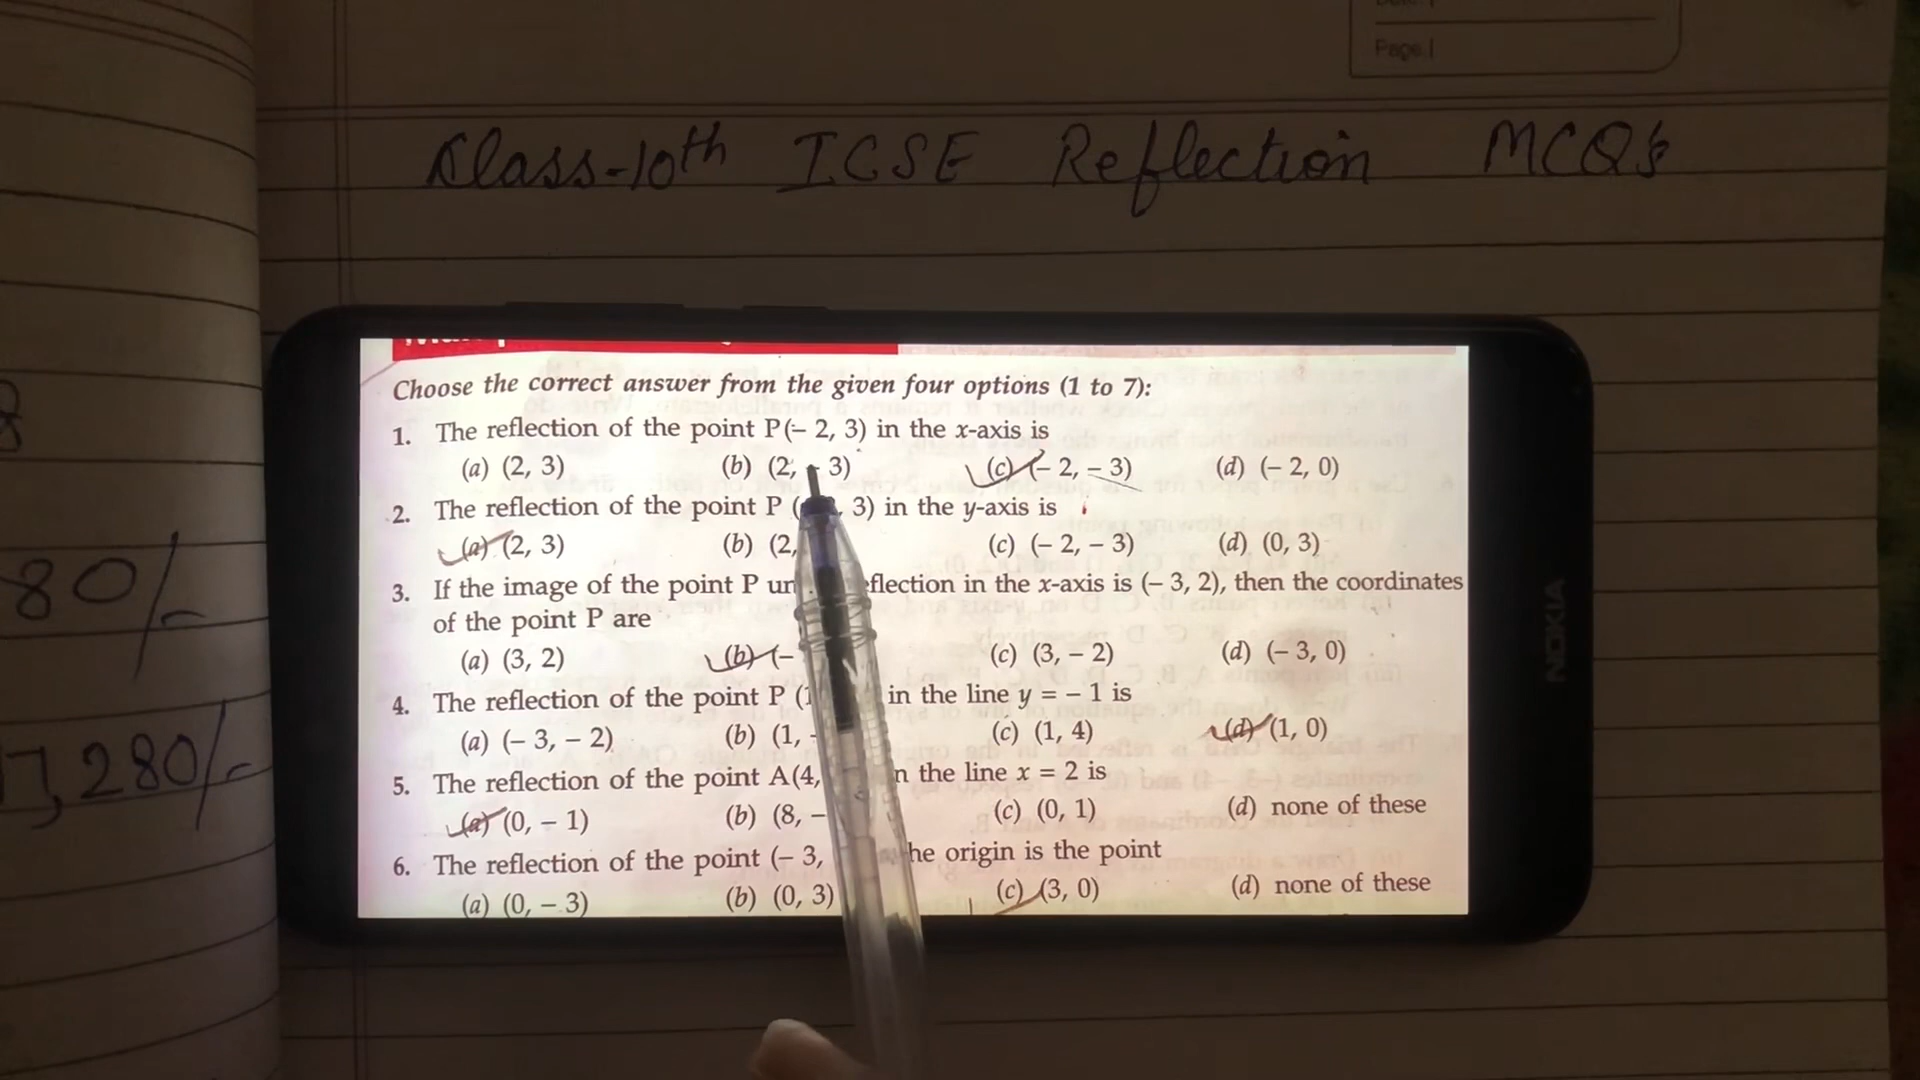 Page.
Class-10th ICSE Reflection MCQ's
Choose the correct answer from the given four options (1 to 7):
1. The reflection of the point P(– 2, 3) in the x-axis is
(a) (2, 3) (b) (2, – 3) (c) (– 2, – 3) (d) (– 2, 0)
2. The reflection of the point P ( , 3) in the y-axis is
(a) (2, 3) (b) (2, (c) (– 2, – 3) (d) (0, 3)
3. If the image of the point P reflection in the x-axis is (– 3, 2), then the coordinates
of the point P are
(a) (3, 2) (b) (– (c) (3, – 2) (d) (– 3, 0)
4. The reflection of the point P (1 in the line y = – 1 is
(a) (– 3, – 2) (b) (1, - (c) (1, 4) (d) (1, 0)
5. The reflection of the point A(4, in the line x = 2 is
(a) (0, – 1) (b) (8, – (c) (0, 1) (d) none of these
6. The reflection of the point (– 3, the origin is the point
(a) (0, – 3) (b) (0, 3) (c) (3, 0) (d) none of these
NOKIA
80/-
7,280/-